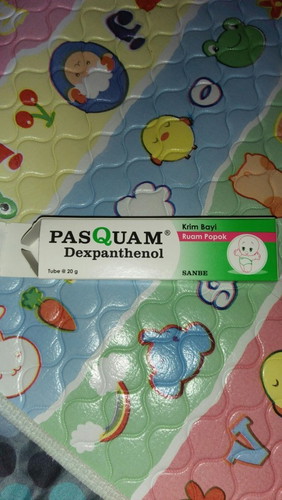 PASQUAM®
Dexpanthenol
Tube @ 20 g
Krim Bayi
Ruam Popok
SANBE